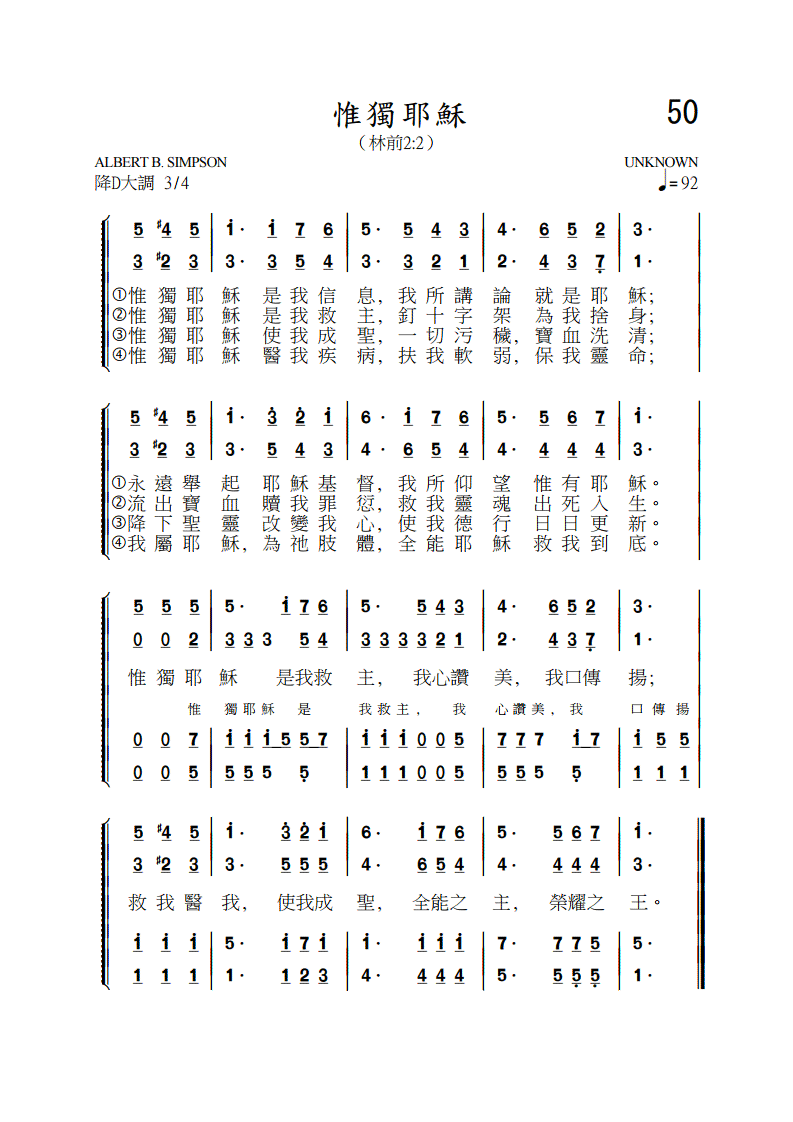 惟獨耶穌
50
（林前2:2）
ALBERT B. SIMPSON
UNKNOWN
降D大調 3/4
♩=92
5 #4 5 | i· i 7 6 | 5· 5 4 3 | 4· 6 5 2 | 3·
3 #2 3 | 3· 3 5 4 | 3· 3 2 1 | 2· 4 3 7̣ | 1·
①惟獨耶穌是我信息，我所講論就是耶穌；
②惟獨耶穌是我救主，釘十字架為我捨身；
③惟獨耶穌使我成聖，一切污穢，寶血洗清；
④惟獨耶穌醫我疾病，扶我軟弱，保我靈命；
5 #4 5 | i· 3̇ 2̇ i | 6· i 7 6 | 5· 5 6 7 | i·
3 #2 3 | 3· 5 4 3 | 4· 6 5 4 | 3· 4 4 4 | 3·
①永遠舉起耶穌基督，我所仰望惟有耶穌。
②流出寶血贖我罪愆，救我靈魂出死入生。
③降下聖靈改變我心，使我德行日日更新。
④我屬耶穌，為祂肢體，全能耶穌救我到底。
5 5 5 | 5· i 7 6 | 5· 5 4 3 | 4· 6 5 2 | 3·
0 0 2 | 3 3 3 5 4 | 3 3 3 3 2 1 | 2· 4 3 7̣ | 1·
惟獨耶穌是我救主，我心讚美，我口傳揚；
惟獨耶穌是我救主，我心讚美，我口傳揚
0 0 7 | i i i 5 5 7 | i i i 0 0 5 | 7 7 7 i 7 | i 5 5
0 0 5 | 5 5 5 5̣ | 1 1 1 0 0 5 | 5 5 5 5̣ | 1 1 1
5 #4 5 | i· 3̇ 2̇ i | 6· i 7 6 | 5· 5 6 7 | i·
3 #2 3 | 3· 5 5 5 | 4· 6 5 4 | 4· 4 4 4 | 3·
救我醫我，使我成聖，全能之主，榮耀之王。
i i i | 5· i 7 i | i· i i i | 7· 7 7 5 | 5·
1 1 1 | 1· 1 2 3 | 4· 4 4 4 | 5· 5 5̣ 5̣ | 1·